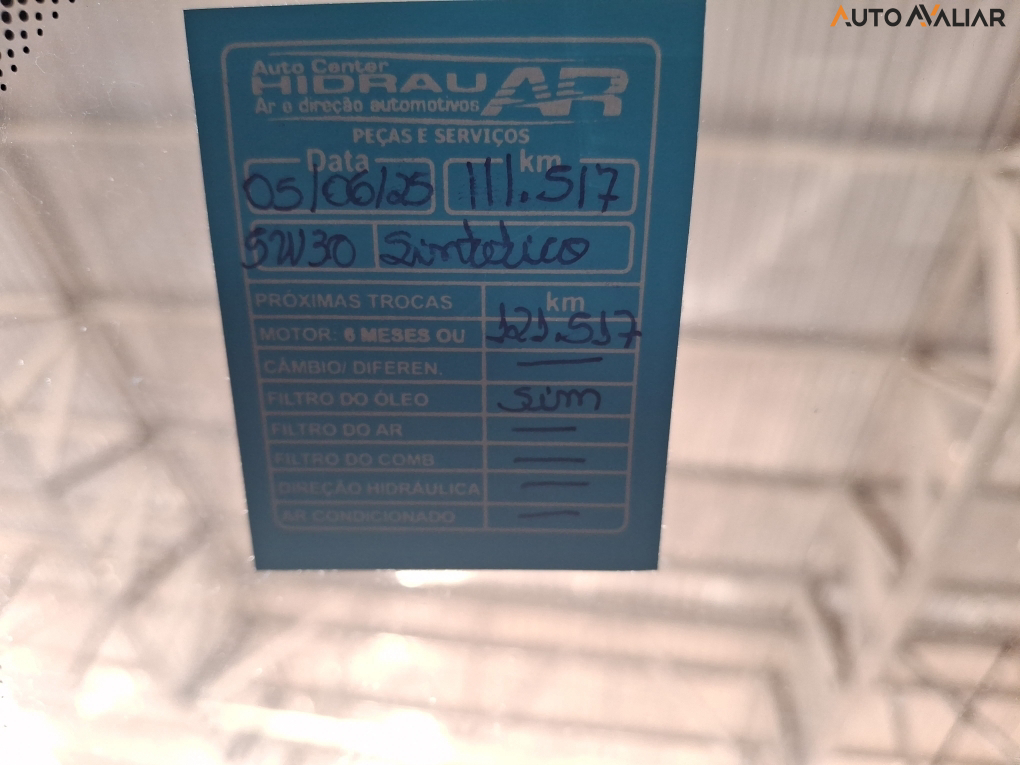 AUTO AVALIAR
Auto Center
HIDRAUAR
Ar e direção automotivos
PEÇAS E SERVIÇOS
Data km
05/06/25 111.517
5W30 Sintetico
PRÓXIMAS TROCAS km
MOTOR: 6 MESES OU 121.517
CÂMBIO/ DIFEREN. —
FILTRO DO ÓLEO sim
FILTRO DO AR —
FILTRO DO COMB. —
DIREÇÃO HIDRÁULICA —
AR CONDICIONADO —